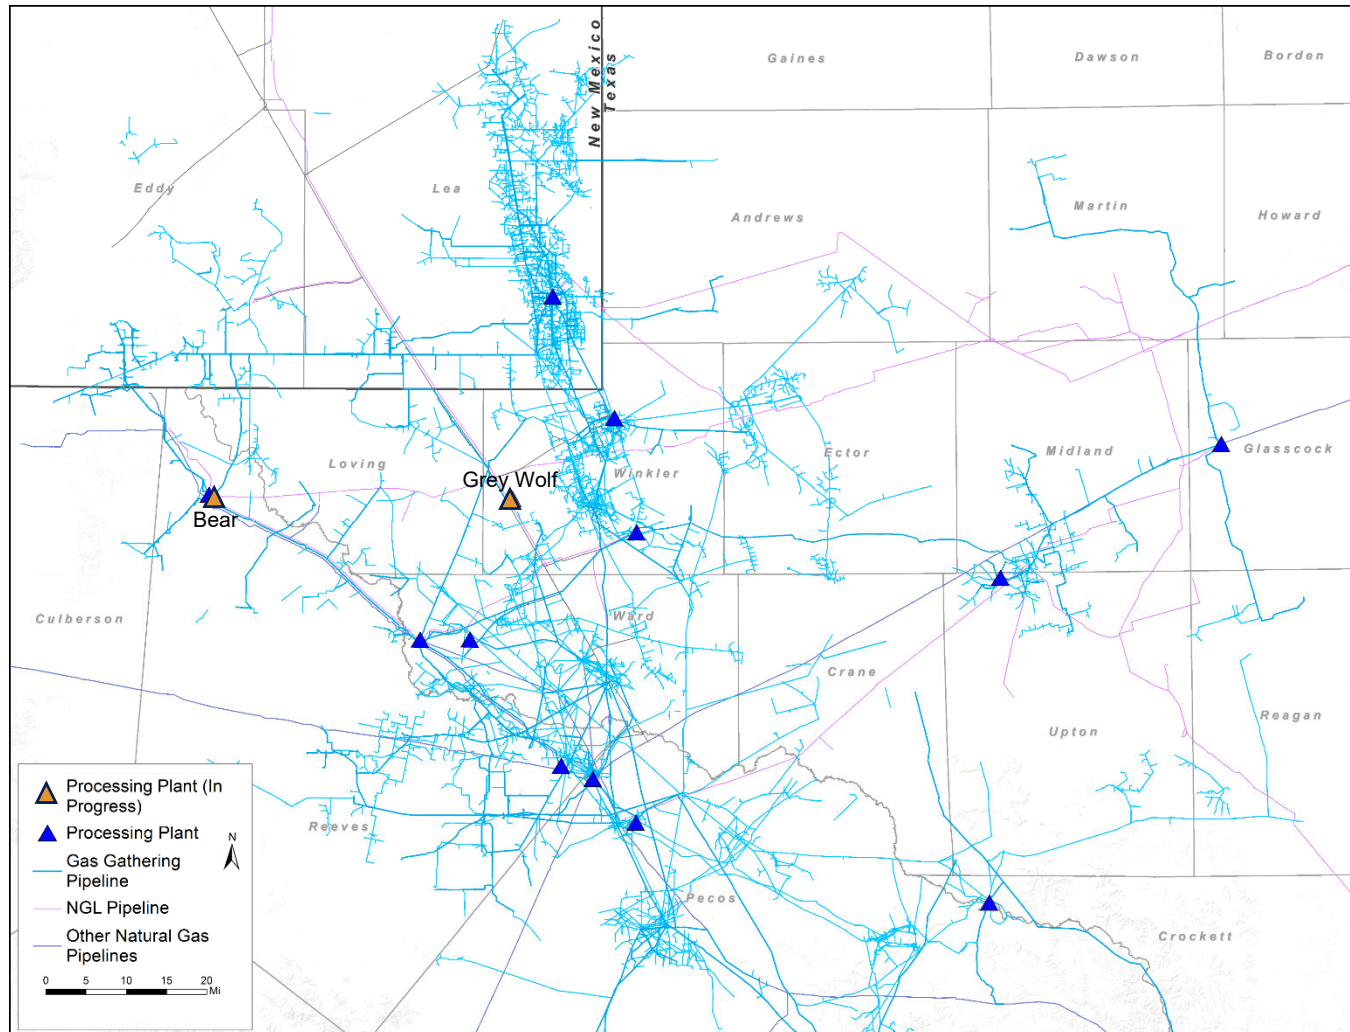 New Mexico
Texas
Gaines
Dawson
Borden
Eddy
Lea
Andrews
Martin
Howard
Loving
Grey Wolf
Winkler
Ector
Midland
Glasscock
Bear
Culberson
Ward
Crane
Upton
Reagan
Reeves
Pecos
Crockett
Processing Plant (In
Progress)
Processing Plant
Gas Gathering
Pipeline
NGL Pipeline
Other Natural Gas
Pipelines
N
0 5 10 15 20
Mi